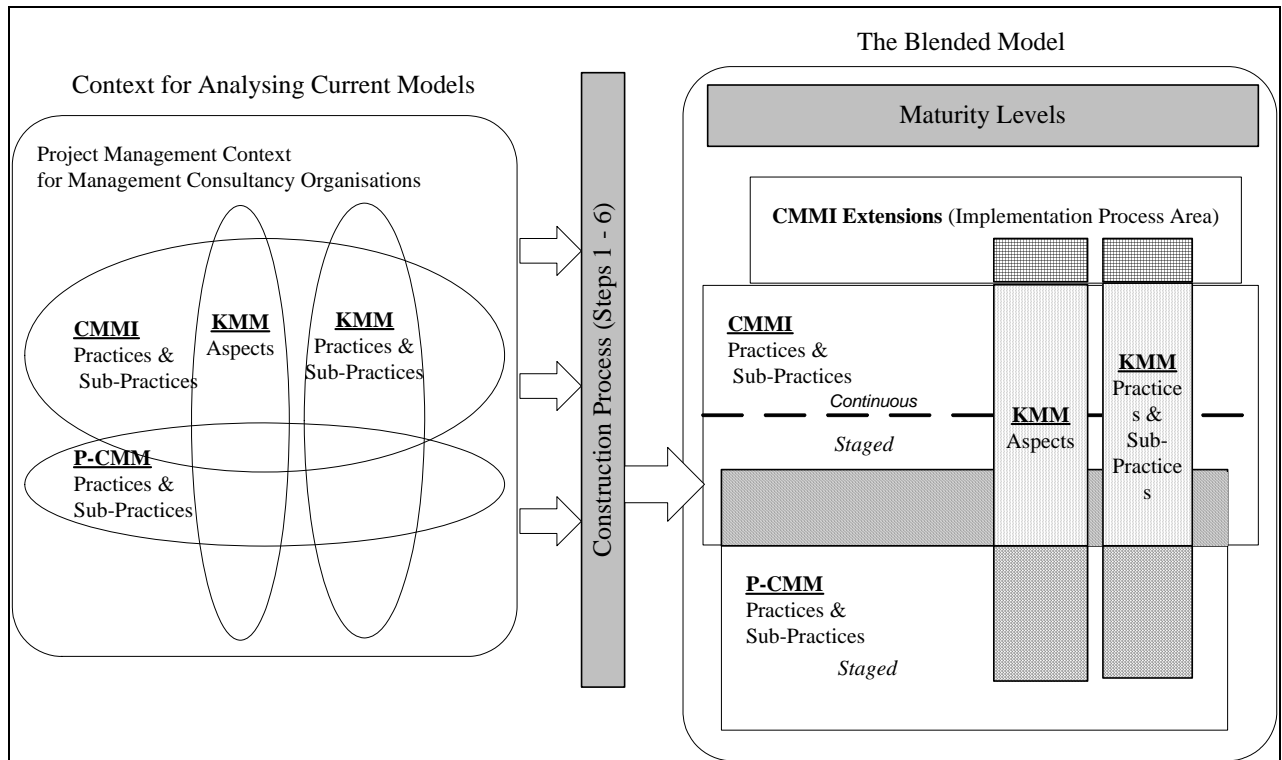 Context for Analysing Current Models
Project Management Context
for Management Consultancy Organisations
CMMI
Practices &
Sub-Practices
KMM
Aspects
KMM
Practices &
Sub-Practices
P-CMM
Practices &
Sub-Practices
Construction Process (Steps 1 - 6)
The Blended Model
Maturity Levels
CMMI Extensions (Implementation Process Area)
CMMI
Practices &
Sub-Practices
Continuous
Staged
KMM
Aspects
KMM
Practice
s &
Sub-
Practice
s
P-CMM
Practices &
Sub-Practices
Staged